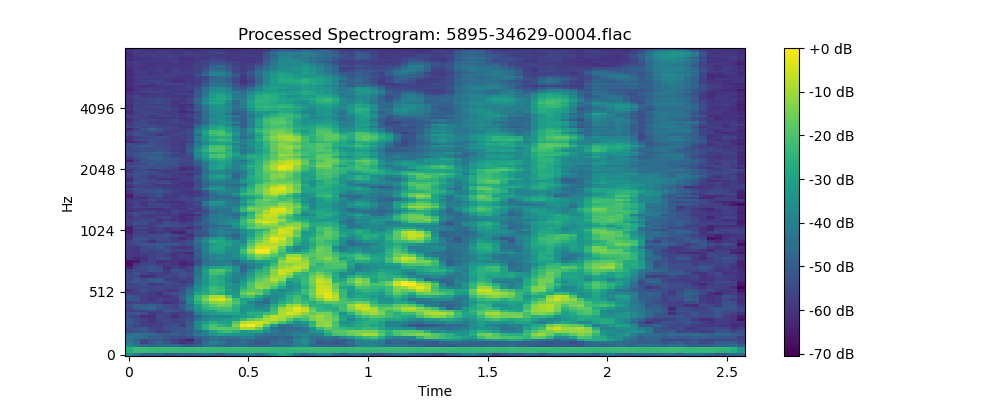 Processed Spectrogram: 5895-34629-0004.flac
+0 dB
-10 dB
-20 dB
-30 dB
-40 dB
-50 dB
-60 dB
-70 dB
4096
2048
1024
512
0
Hz
0
0.5
1
1.5
2
2.5
Time